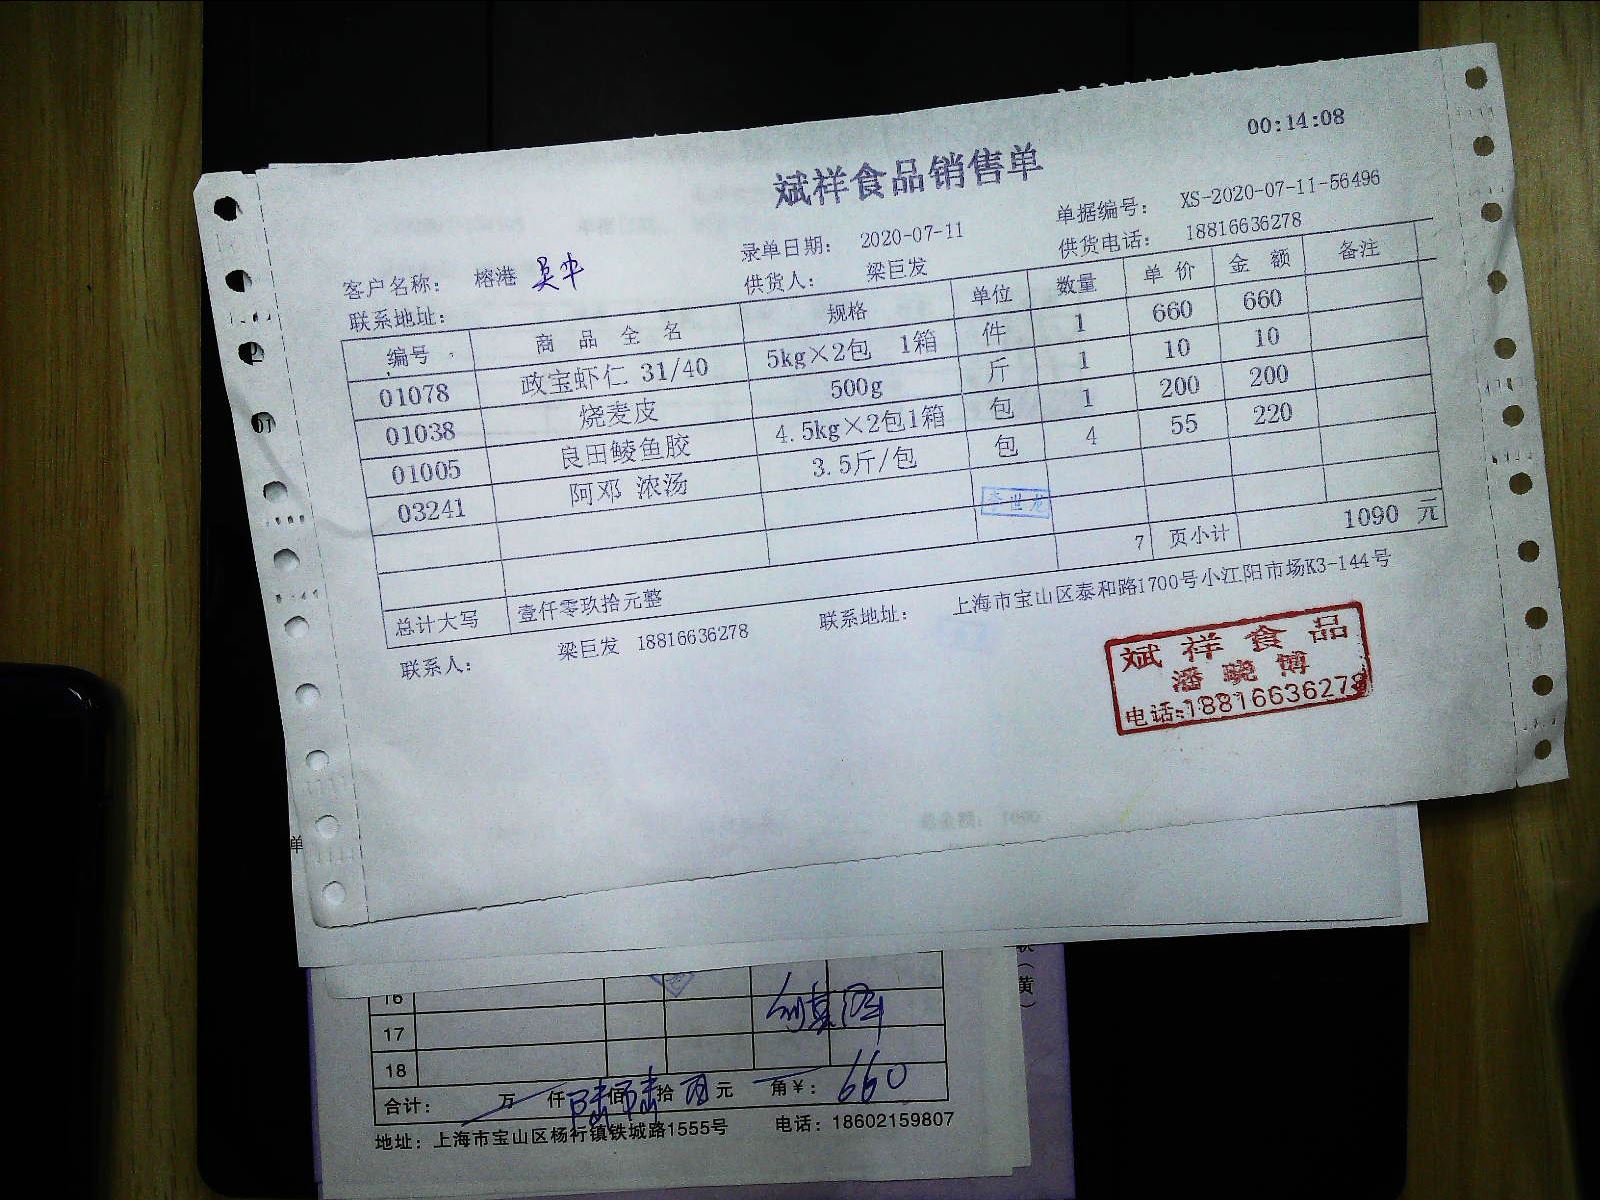 00:14:08
斌祥食品销售单
录单日期： 2020-07-11 单据编号： XS-2020-07-11-56496
客户名称： 榕港 供货人： 梁巨发 供货电话： 18816636278
联系地址：
编号 商品全名 规格 单位 数量 单价 金额 备注
01078 政宝虾仁 31/40 5kg×2包 1箱 件 1 660 660
01038 烧麦皮 500g 斤 1 10 10
01005 良田鲮鱼胶 4.5kg×2包1箱 包 1 200 200
03241 阿邓 浓汤 3.5斤/包 包 4 55 220
李世龙
7 页小计 1090 元
总计大写 壹仟零玖拾元整
联系人： 梁巨发 18816636278 联系地址： 上海市宝山区泰和路1700号小江阳市场K3-144号
斌祥食品
潘晓博
电话:18816636278
单
（黄）
16
17
18
合计： 万 仟 佰 拾 元 角 ¥： 660
地址：上海市宝山区杨行镇铁城路1555号 电话：18602159807